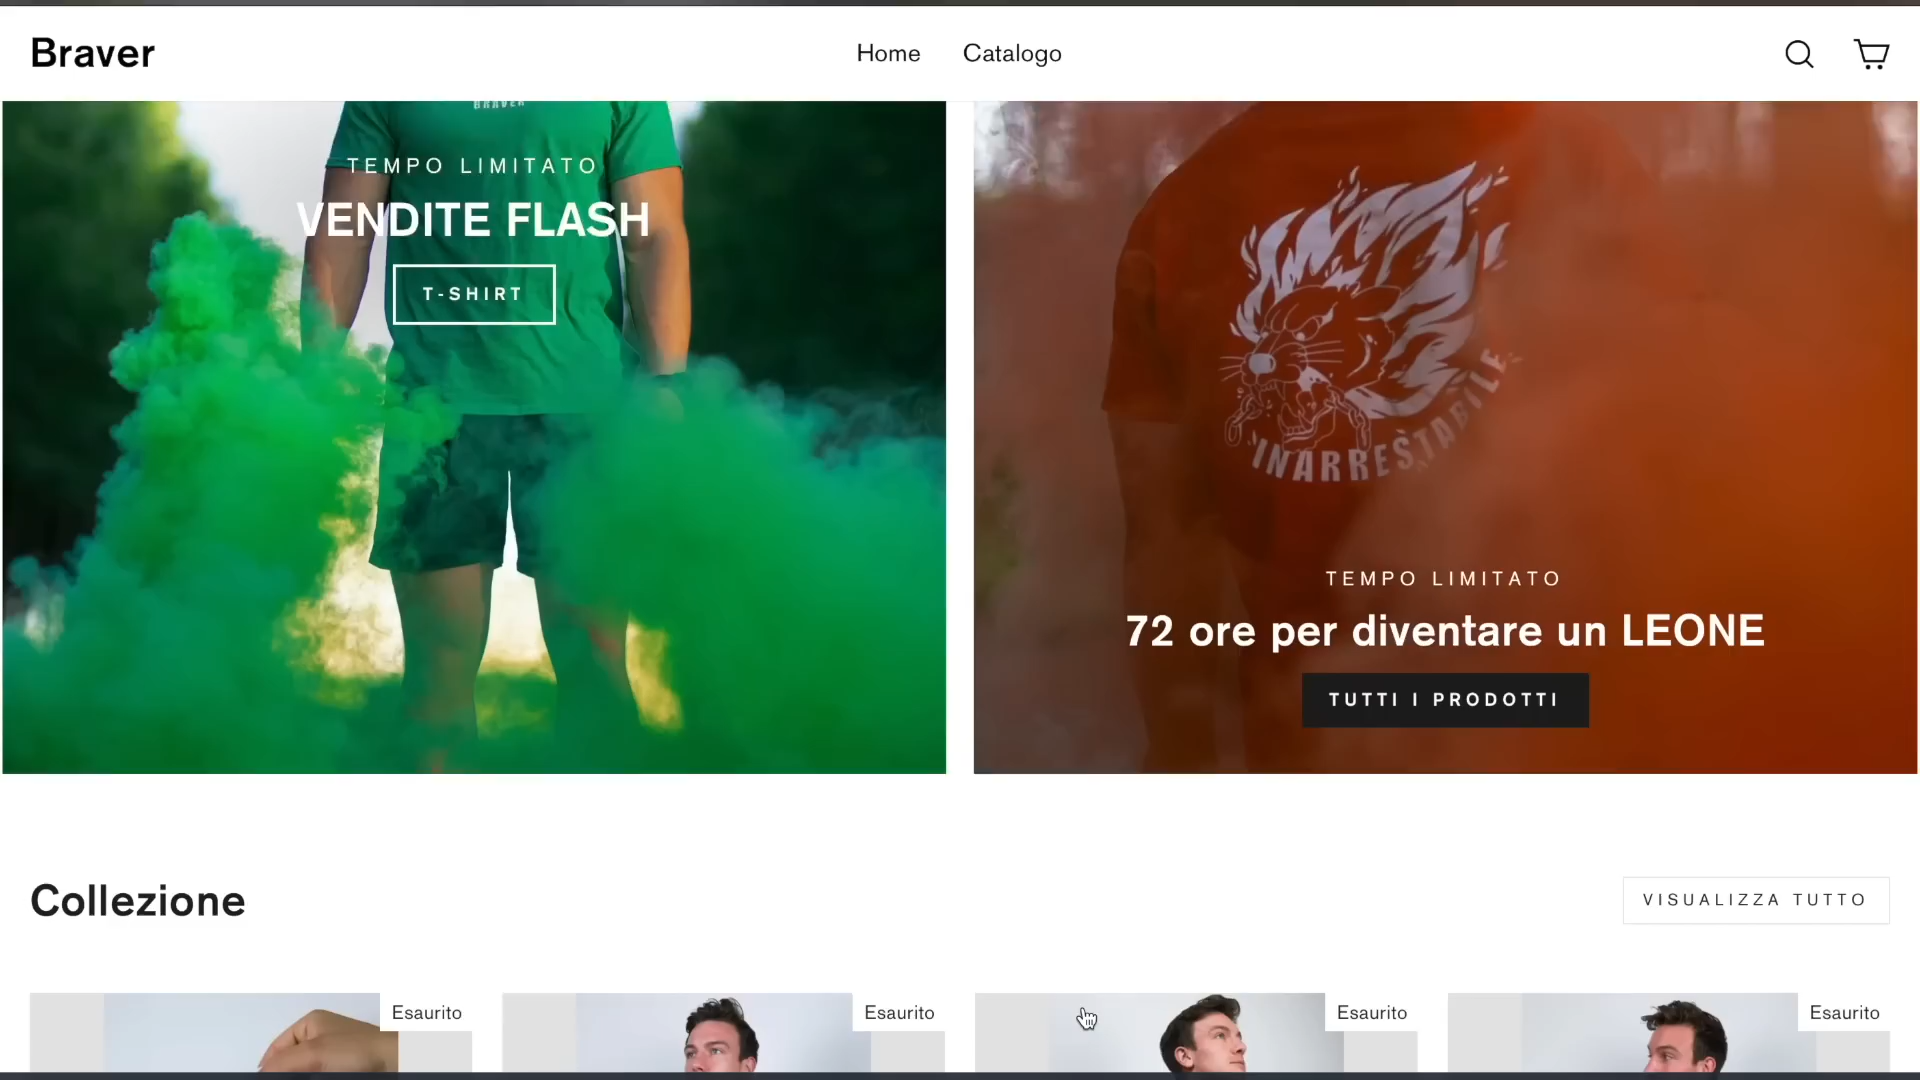 Braver
Home Catalogo
BRAVER
TEMPO LIMITATO
VENDITE FLASH
T-SHIRT
INARRESTABILE
TEMPO LIMITATO
72 ore per diventare un LEONE
TUTTI I PRODOTTI
Collezione
VISUALIZZA TUTTO
Esaurito
Esaurito
Esaurito
Esaurito